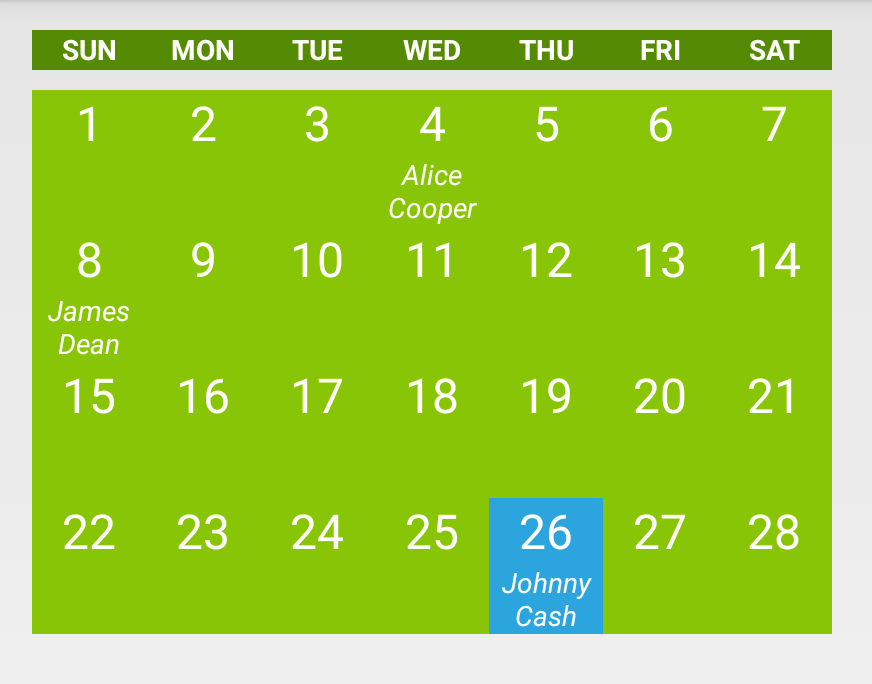 SUN MON TUE WED THU FRI SAT
1 2 3 4 5 6 7
Alice
Cooper
8 9 10 11 12 13 14
James
Dean
15 16 17 18 19 20 21
22 23 24 25 26 27 28
Johnny
Cash